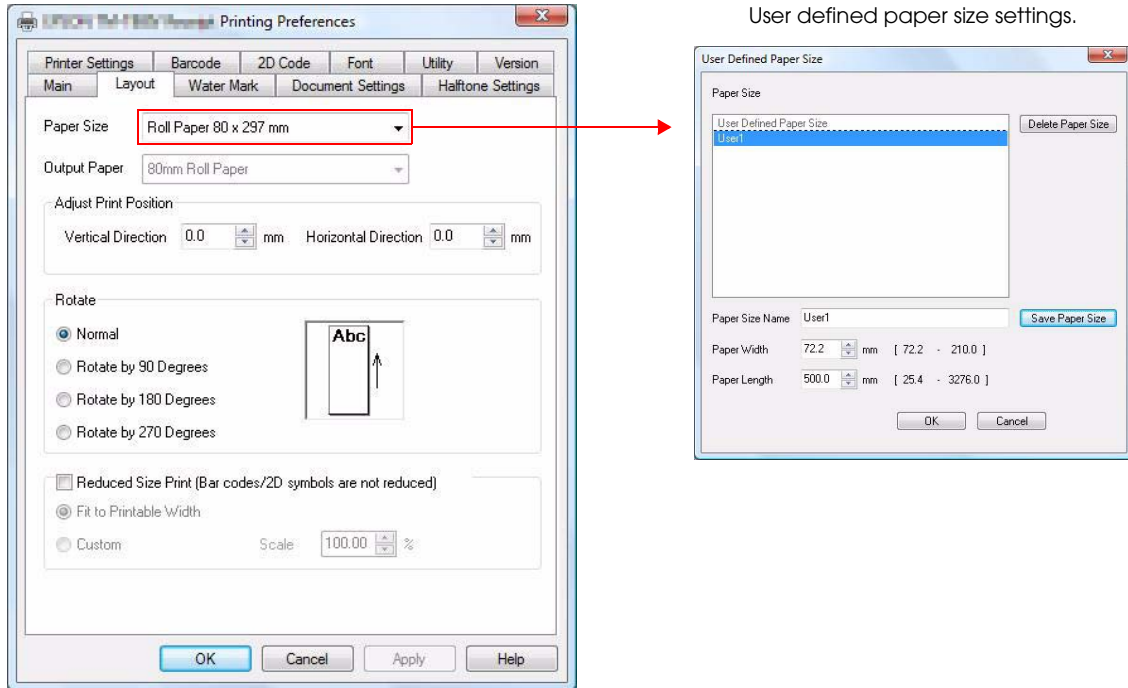 Printing Preferences
Printer Settings Barcode 2D Code Font Utility Version
Main Layout Water Mark Document Settings Halftone Settings
Paper Size Roll Paper 80 x 297 mm
Output Paper 80mm Roll Paper
Adjust Print Position
Vertical Direction 0.0 mm Horizontal Direction 0.0 mm
Rotate
Normal
Rotate by 90 Degrees
Rotate by 180 Degrees
Rotate by 270 Degrees
Abc
Reduced Size Print (Bar codes/2D symbols are not reduced)
Fit to Printable Width
Custom Scale 100.00 %
OK Cancel Apply Help
User defined paper size settings.
User Defined Paper Size
Paper Size
User Defined Paper Size
User1
Delete Paper Size
Paper Size Name User1 Save Paper Size
Paper Width 72.2 mm [ 72.2 - 210.0 ]
Paper Length 500.0 mm [ 25.4 - 3276.0 ]
OK Cancel